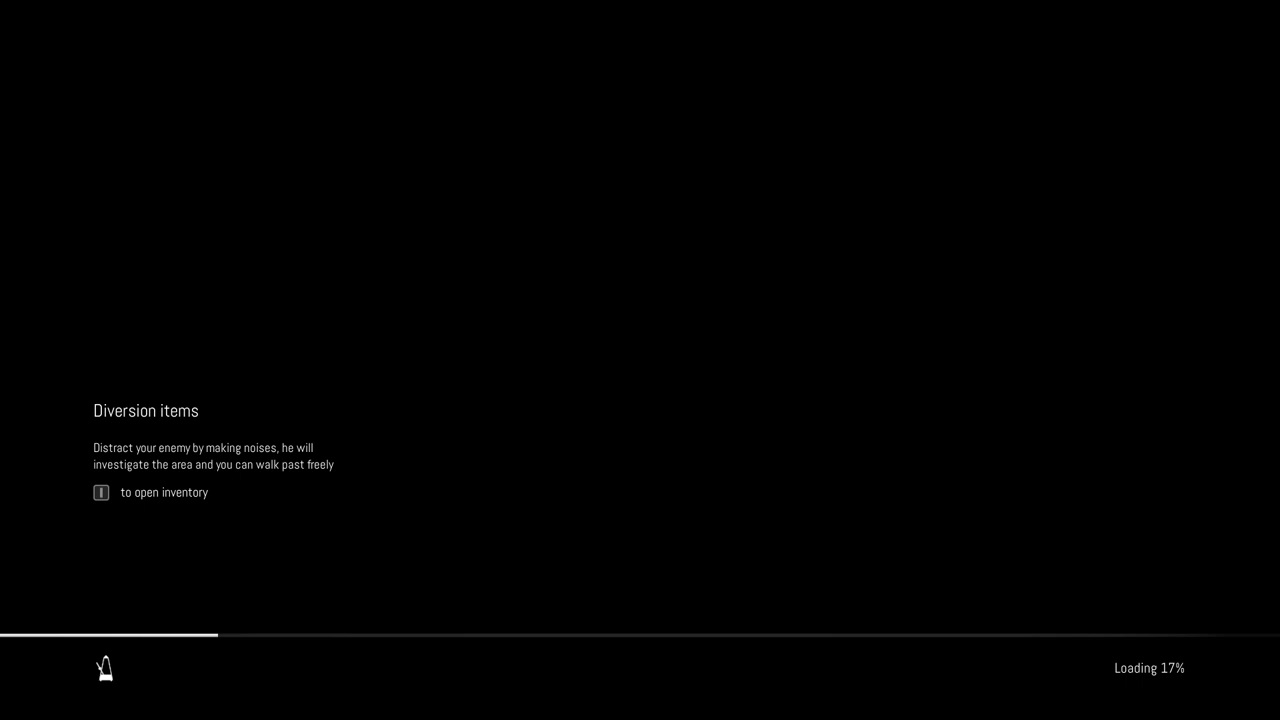 Diversion items
Distract your enemy by making noises, he will
investigate the area and you can walk past freely
I to open inventory
Loading 17%